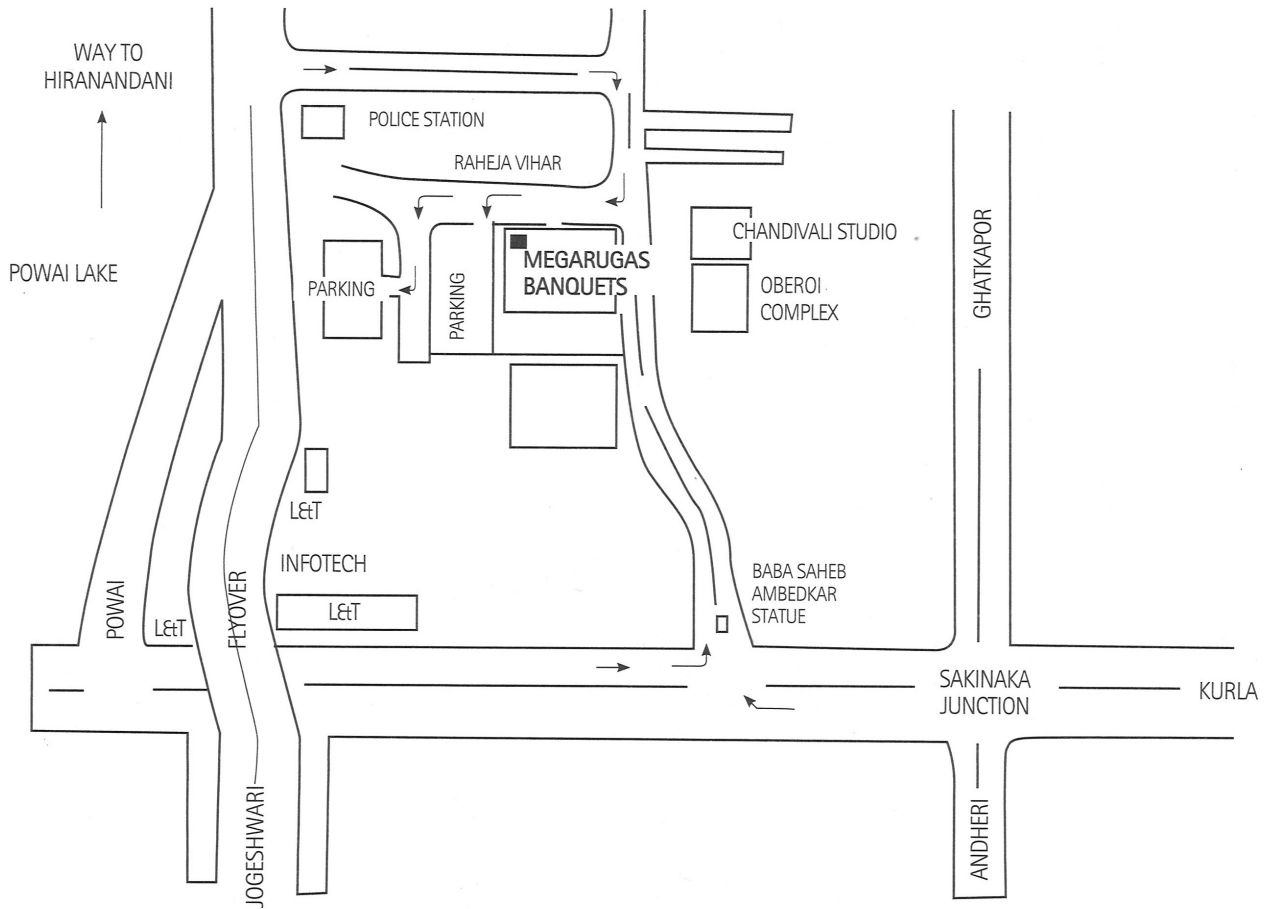 WAY TO
HIRANANDANI
POLICE STATION
RAHEJA VIHAR
CHANDIVALI STUDIO
POWAI LAKE
PARKING
PARKING
MEGARUGAS
BANQUETS
OBEROI
COMPLEX
GHATKAPOR
L&T
INFOTECH
L&T
POWAI
L&T
FLYOVER
BABA SAHEB
AMBEDKAR
STATUE
SAKINAKA
JUNCTION
KURLA
JOGESHWARI
ANDHERI